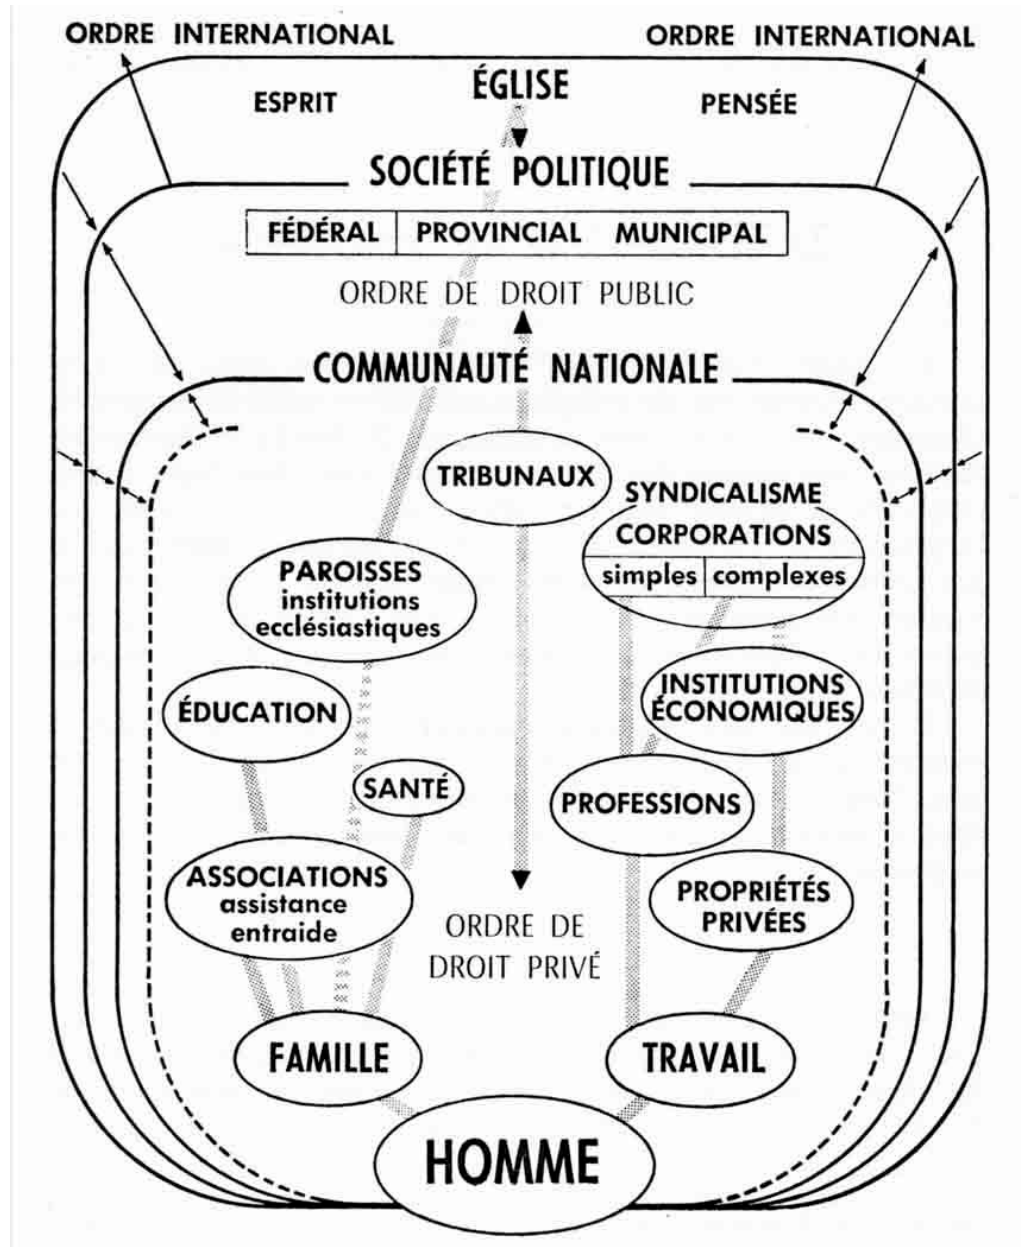 ORDRE INTERNATIONAL
ORDRE INTERNATIONAL
ÉGLISE
ESPRIT
PENSÉE
SOCIÉTÉ POLITIQUE
FÉDÉRAL
PROVINCIAL MUNICIPAL
ORDRE DE DROIT PUBLIC
COMMUNAUTÉ NATIONALE
TRIBUNAUX
SYNDICALISME
CORPORATIONS
simples
complexes
PAROISSES
institutions
ecclésiastiques
ÉDUCATION
INSTITUTIONS
ÉCONOMIQUES
SANTÉ
PROFESSIONS
ASSOCIATIONS
assistance
entraide
PROPRIÉTÉS
PRIVÉES
ORDRE DE
DROIT PRIVÉ
FAMILLE
TRAVAIL
HOMME